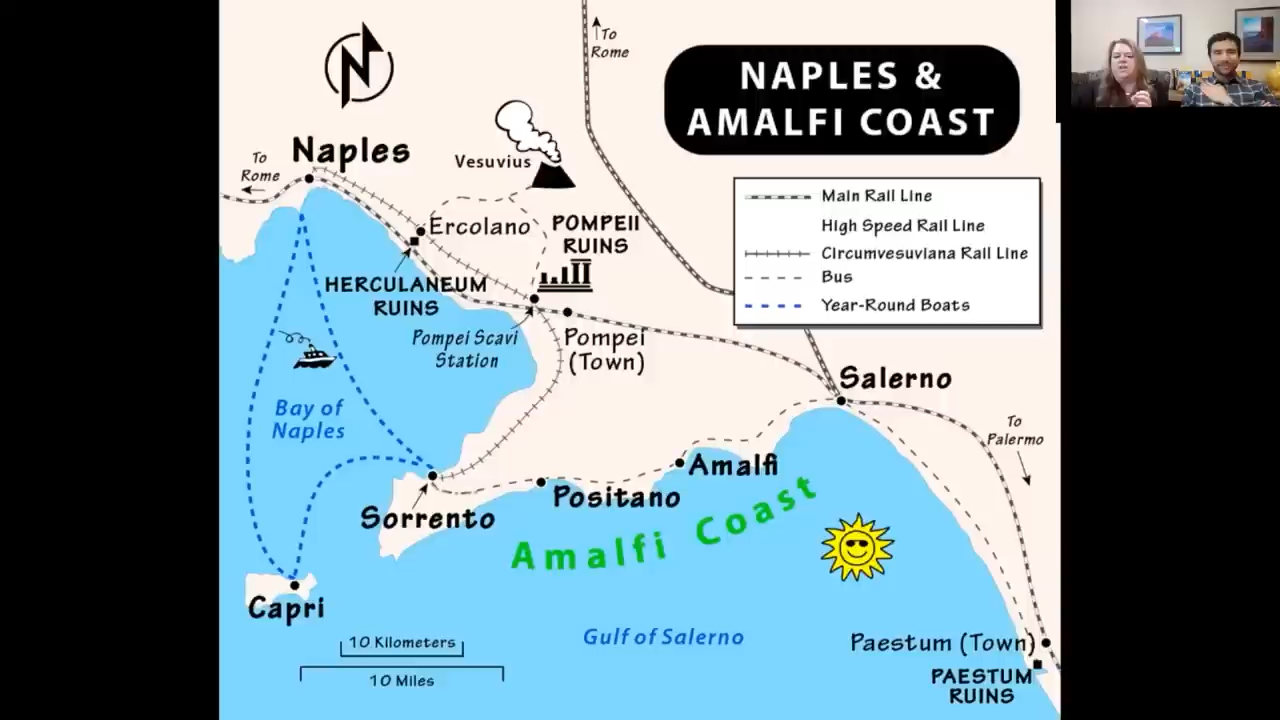 To
Rome
NAPLES &
AMALFI COAST
N
Naples
To
Rome
Vesuvius
Main Rail Line
High Speed Rail Line
Circumvesuviana Rail Line
Bus
Year-Round Boats
Ercolano
POMPEII
RUINS
HERCULANEUM
RUINS
Pompei Scavi
Station
Pompei
(Town)
Salerno
Bay of
Naples
To
Palermo
Amalfi
Positano
Sorrento
Amalfi Coast
Capri
10 Kilometers
10 Miles
Gulf of Salerno
Paestum (Town)
PAESTUM
RUINS